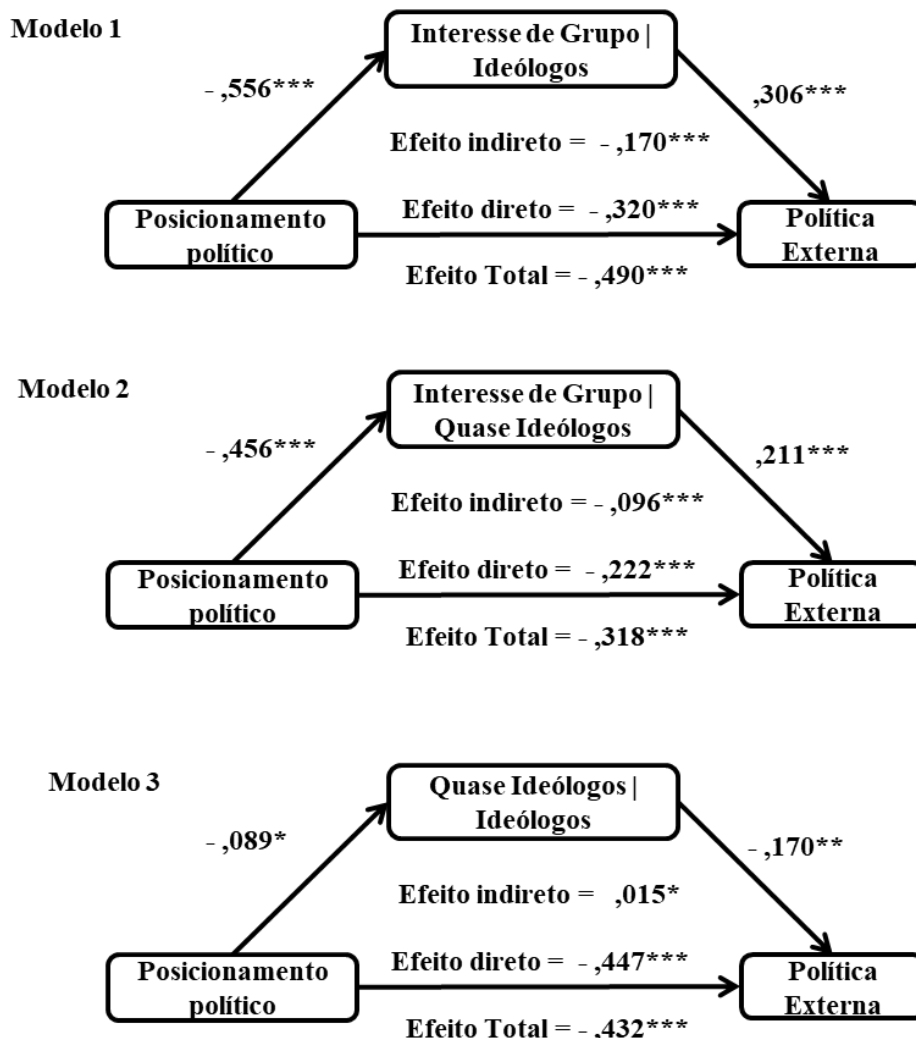 Modelo 1
Interesse de Grupo |
Ideólogos
- ,556***
,306***
Efeito indireto = - ,170***
Posicionamento
político
Efeito direto = - ,320***
Efeito Total = - ,490***
Política
Externa
Modelo 2
Interesse de Grupo |
Quase Ideólogos
- ,456***
,211***
Efeito indireto = - ,096***
Posicionamento
político
Efeito direto = - ,222***
Efeito Total = - ,318***
Política
Externa
Modelo 3
Quase Ideólogos |
Ideólogos
- ,089*
- ,170**
Efeito indireto = ,015*
Posicionamento
político
Efeito direto = - ,447***
Efeito Total = - ,432***
Política
Externa